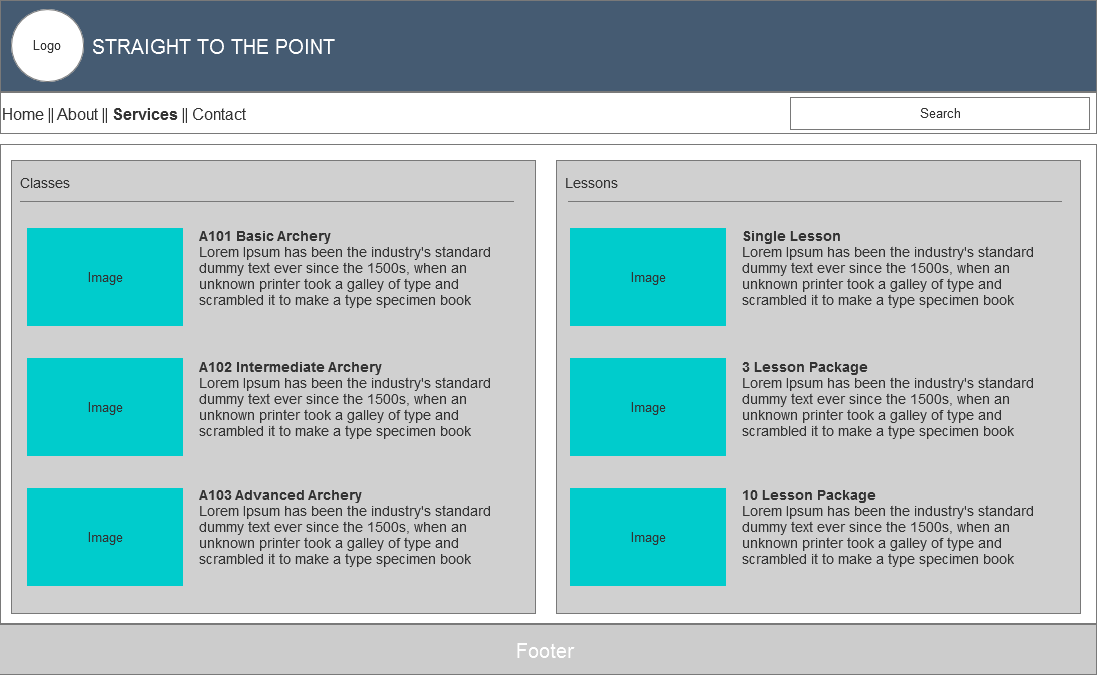 Logo
STRAIGHT TO THE POINT
Home || About || Services || Contact
Search
Classes
Image
A101 Basic Archery
Lorem Ipsum has been the industry's standard
dummy text ever since the 1500s, when an
unknown printer took a galley of type and
scrambled it to make a type specimen book
Image
A102 Intermediate Archery
Lorem Ipsum has been the industry's standard
dummy text ever since the 1500s, when an
unknown printer took a galley of type and
scrambled it to make a type specimen book
Image
A103 Advanced Archery
Lorem Ipsum has been the industry's standard
dummy text ever since the 1500s, when an
unknown printer took a galley of type and
scrambled it to make a type specimen book
Lessons
Image
Single Lesson
Lorem Ipsum has been the industry's standard
dummy text ever since the 1500s, when an
unknown printer took a galley of type and
scrambled it to make a type specimen book
Image
3 Lesson Package
Lorem Ipsum has been the industry's standard
dummy text ever since the 1500s, when an
unknown printer took a galley of type and
scrambled it to make a type specimen book
Image
10 Lesson Package
Lorem Ipsum has been the industry's standard
dummy text ever since the 1500s, when an
unknown printer took a galley of type and
scrambled it to make a type specimen book
Footer